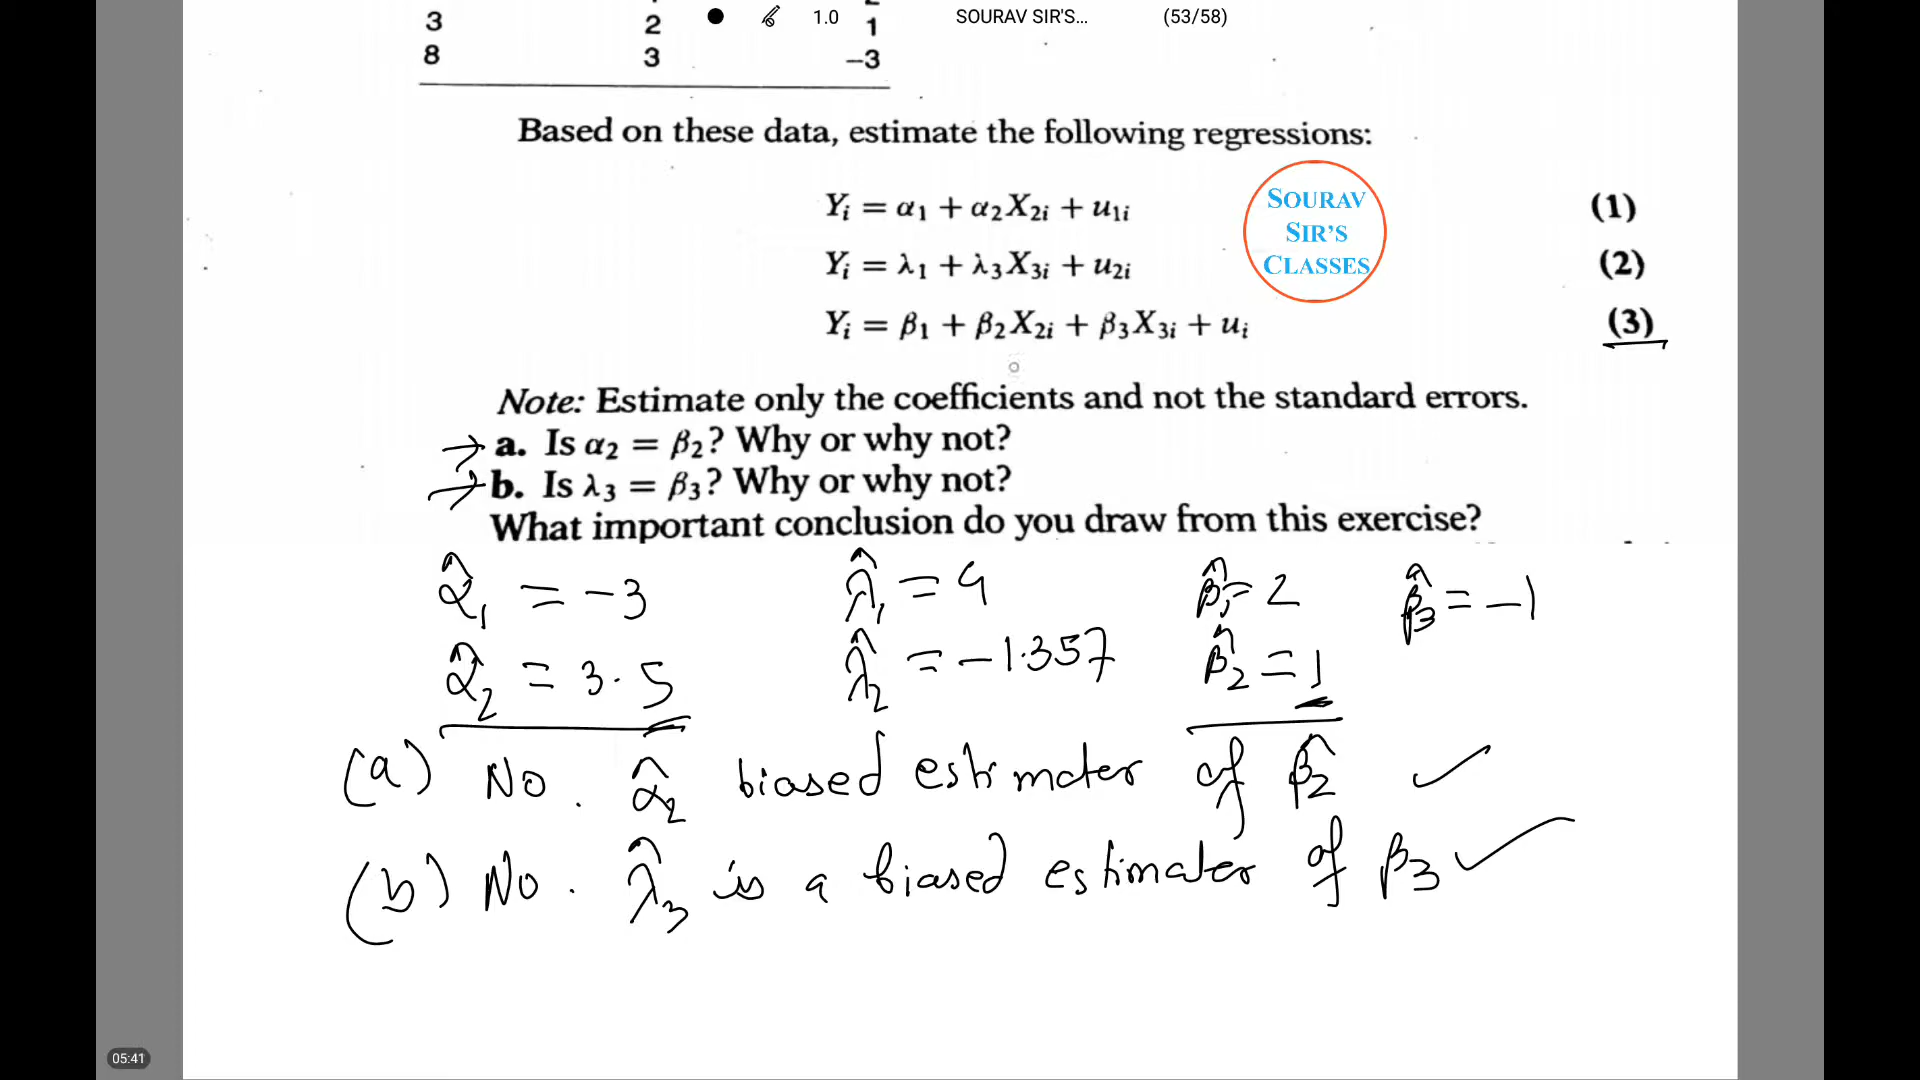 3 2 1.0 1 SOURAV SIR'S... (53/58)
8 3 −3
Based on these data, estimate the following regressions:
Yi = α1 + α2X2i + u1i (1)
Yi = λ1 + λ3X3i + u2i (2)
Yi = β1 + β2X2i + β3X3i + ui (3)
SOURAV
SIR'S
CLASSES
Note: Estimate only the coefficients and not the standard errors.
a. Is α2 = β2? Why or why not?
b. Is λ3 = β3? Why or why not?
What important conclusion do you draw from this exercise?
α̂1 = −3 λ̂1 = 4 β̂1 = 2 β̂3 = −1
α̂2 = 3.5 λ̂2 = −1.357 β̂2 = 1
(a) No. α̂2 biased estimater of β̂2 ✓
(b) No. λ̂3 is a biased estimater of β3 ✓
05:41